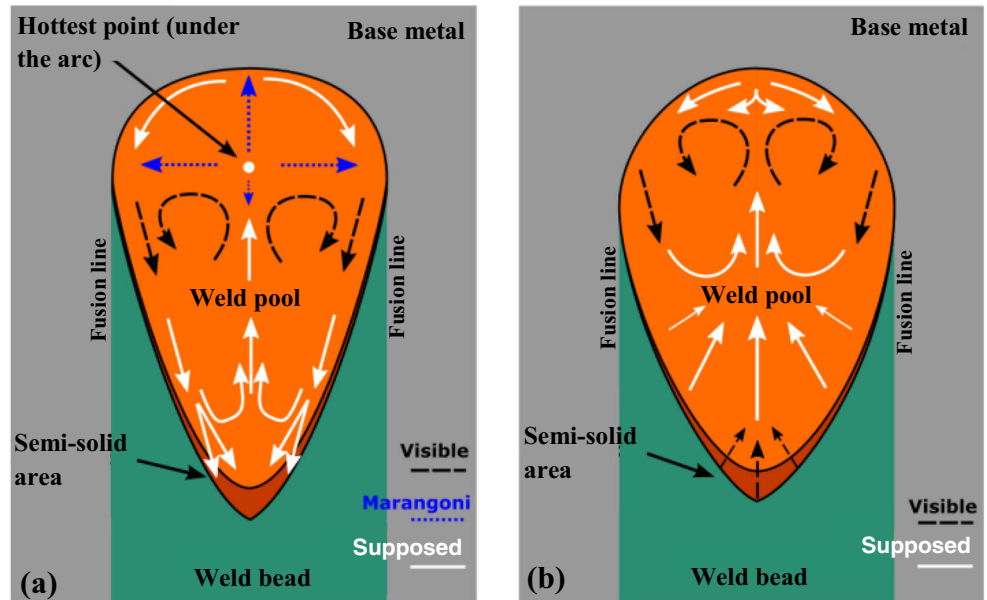 Hottest point (under
the arc)
Base metal
Fusion line
Fusion line
Weld pool
Semi-solid
area
Visible
Marangoni
Supposed
(a)
Weld bead
Base metal
Fusion line
Fusion line
Weld pool
Semi-solid
area
Visible
Supposed
(b)
Weld bead